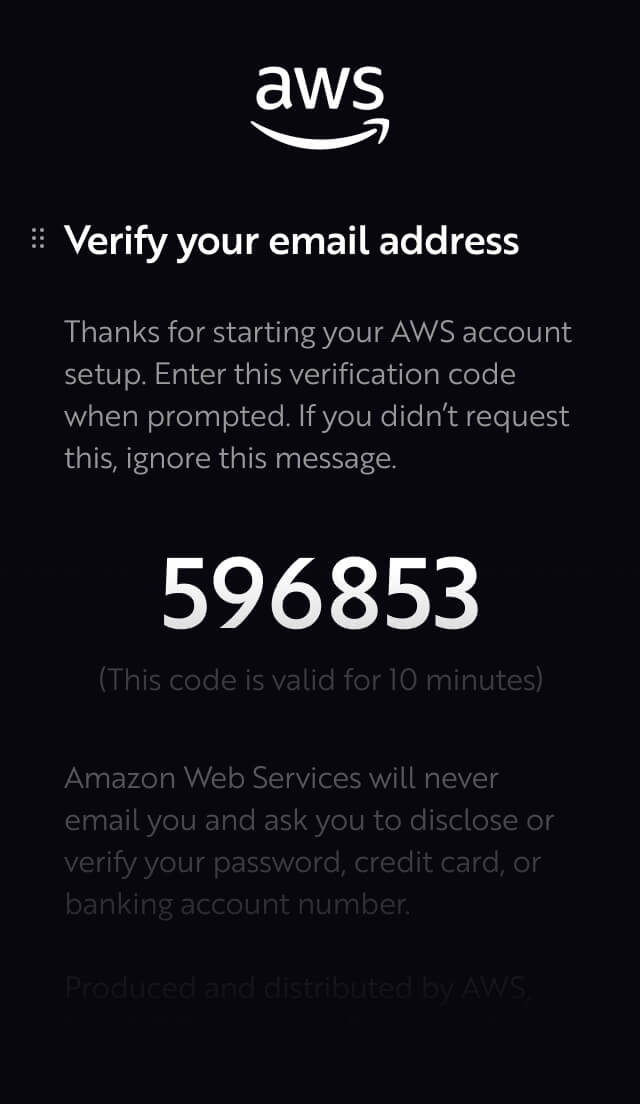 aws
Verify your email address
Thanks for starting your AWS account
setup. Enter this verification code
when prompted. If you didn’t request
this, ignore this message.
596853
(This code is valid for 10 minutes)
Amazon Web Services will never
email you and ask you to disclose or
verify your password, credit card, or
banking account number.
Produced and distributed by AWS,